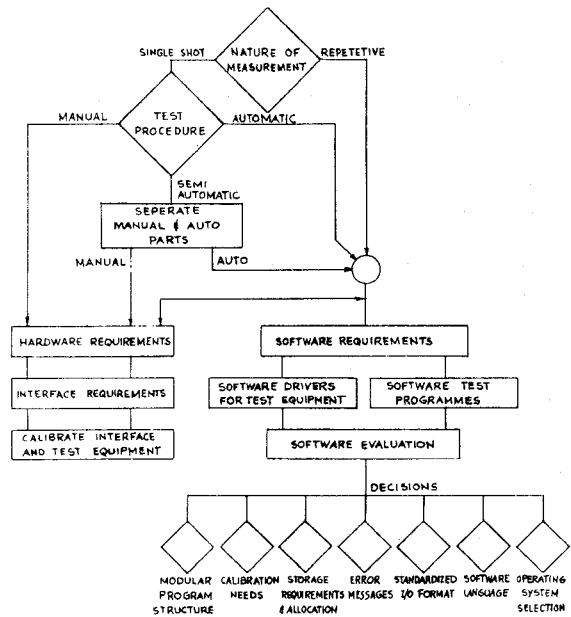 NATURE OF
MEASUREMENT
SINGLE SHOT
REPETETIVE
TEST
PROCEDURE
MANUAL
AUTOMATIC
SEMI
AUTOMATIC
SEPERATE
MANUAL & AUTO
PARTS
MANUAL
AUTO
HARDWARE REQUIREMENTS
SOFTWARE REQUIREMENTS
INTERFACE REQUIREMENTS
SOFTWARE DRIVERS
FOR TEST EQUIPMENT
SOFTWARE TEST
PROGRAMMES
CALIBRATE INTERFACE
AND TEST EQUIPMENT
SOFTWARE EVALUATION
DECISIONS
MODULAR
PROGRAM
STRUCTURE
CALIBRATION
NEEDS
STORAGE
REQUIREMENTS
& ALLOCATION
ERROR
MESSAGES
STANDARDIZED
I/O FORMAT
SOFTWARE
LANGUAGE
OPERATING
SYSTEM
SELECTION